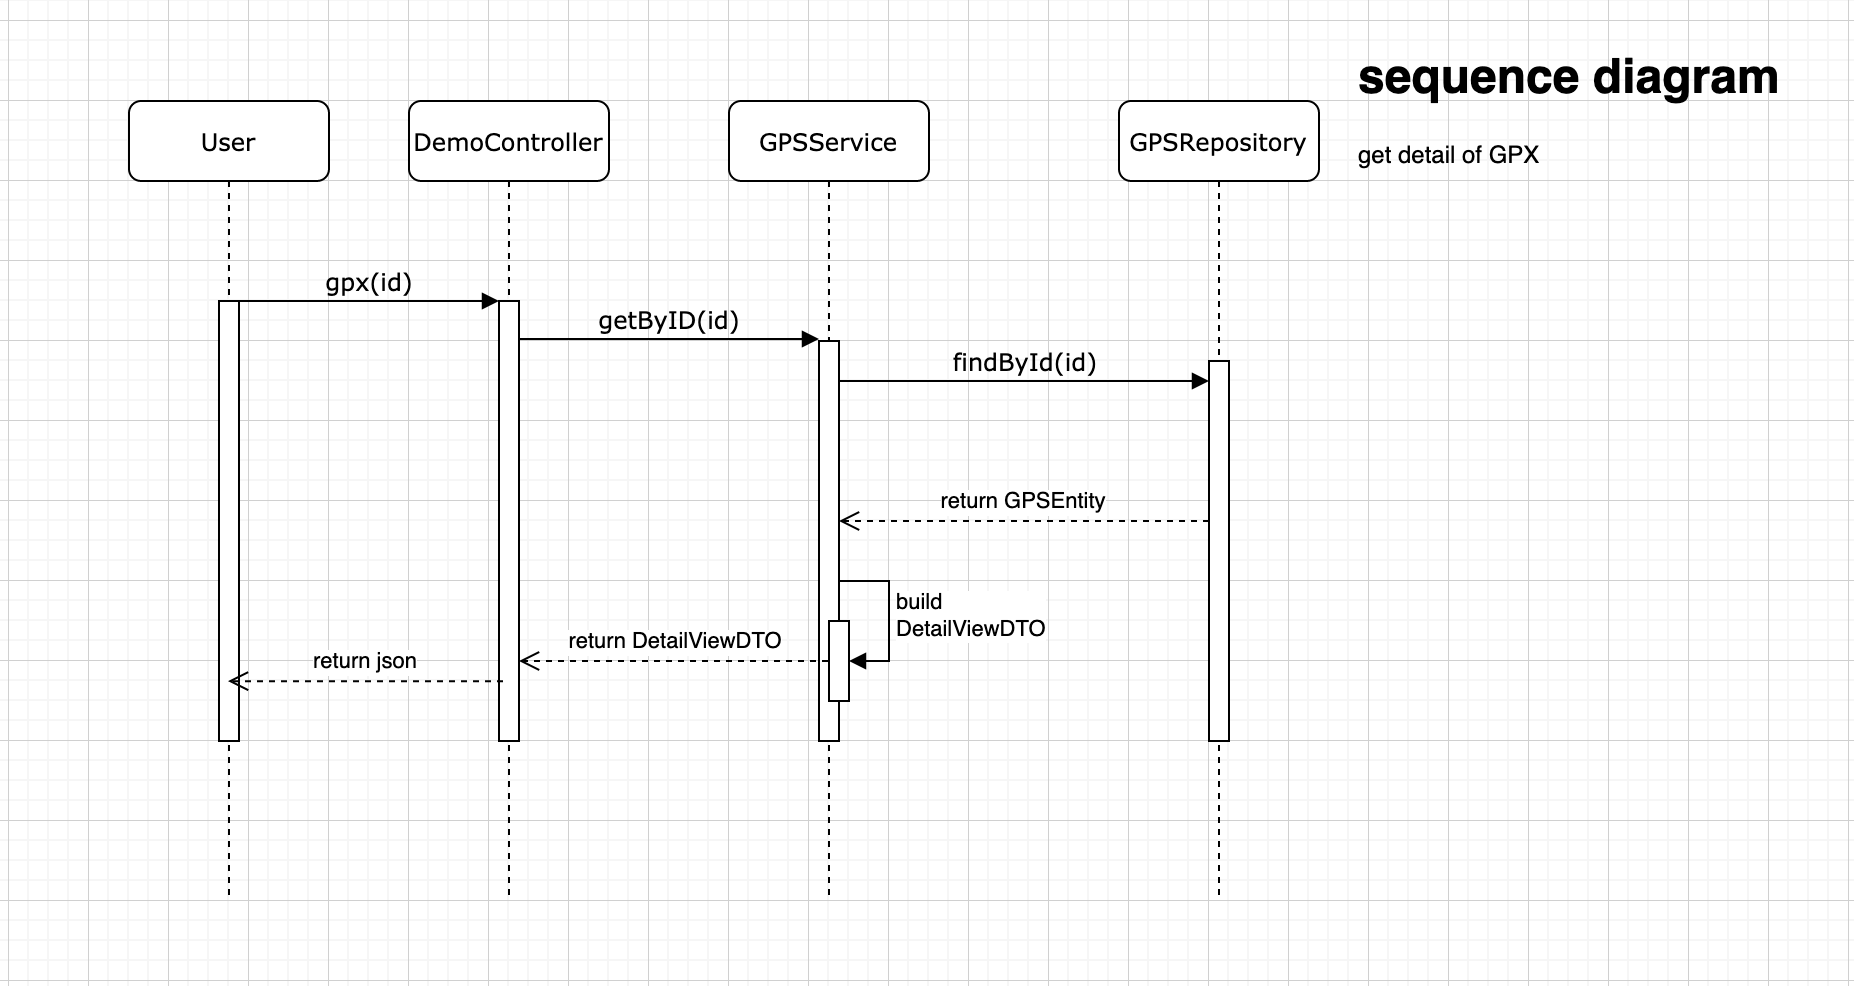 sequence diagram
User
DemoController
GPSService
GPSRepository
get detail of GPX
gpx(id)
getByID(id)
findById(id)
return GPSEntity
build
DetailViewDTO
return DetailViewDTO
return json